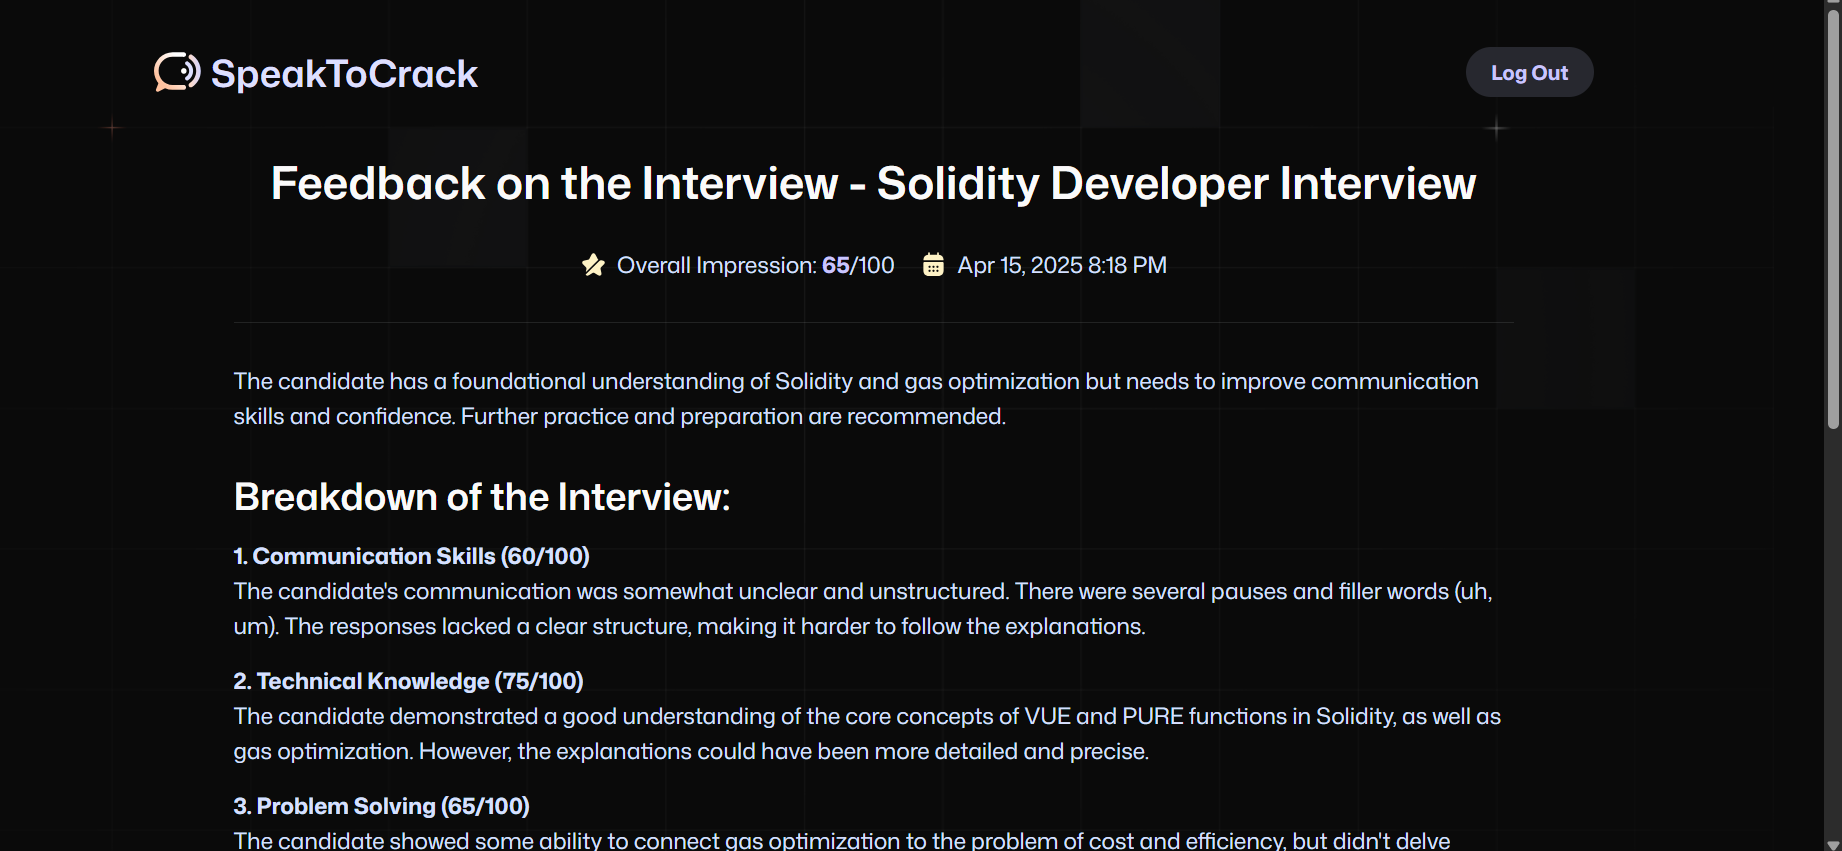 SpeakToCrack
Log Out
Feedback on the Interview - Solidity Developer Interview
Overall Impression: 65/100 Apr 15, 2025 8:18 PM
The candidate has a foundational understanding of Solidity and gas optimization but needs to improve communication
skills and confidence. Further practice and preparation are recommended.
Breakdown of the Interview:
1. Communication Skills (60/100)
The candidate's communication was somewhat unclear and unstructured. There were several pauses and filler words (uh,
um). The responses lacked a clear structure, making it harder to follow the explanations.
2. Technical Knowledge (75/100)
The candidate demonstrated a good understanding of the core concepts of VUE and PURE functions in Solidity, as well as
gas optimization. However, the explanations could have been more detailed and precise.
3. Problem Solving (65/100)
The candidate showed some ability to connect gas optimization to the problem of cost and efficiency, but didn't delve